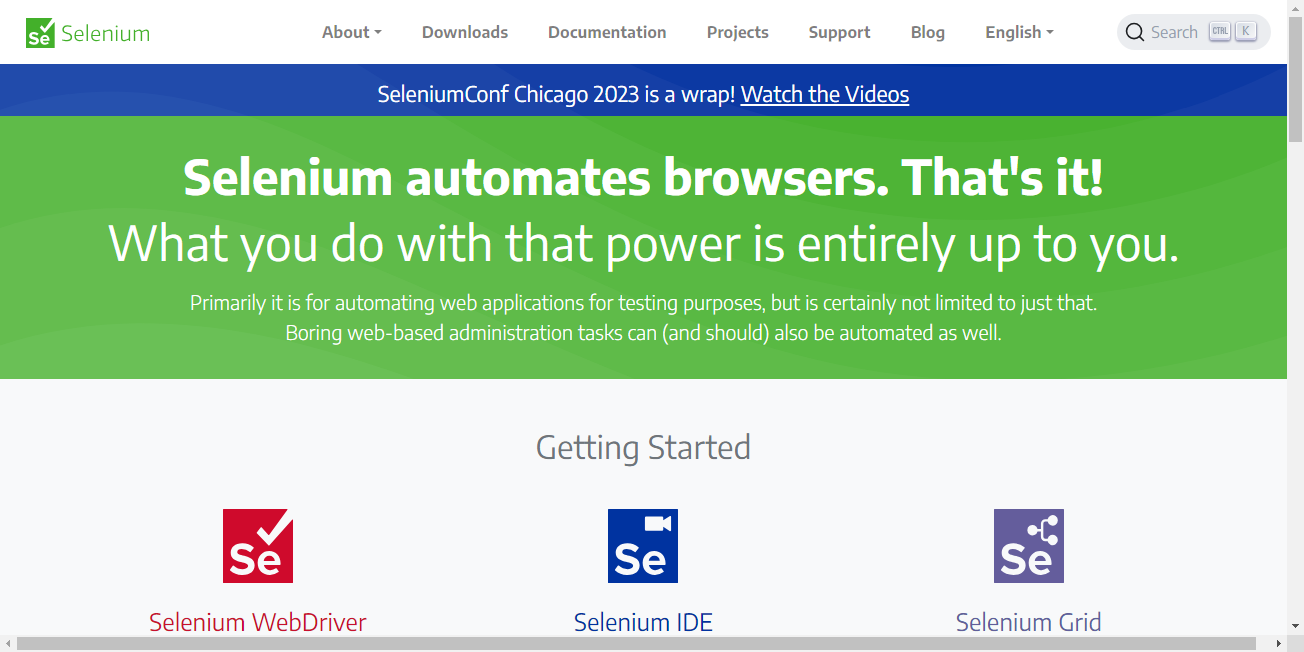 Se Selenium
About Downloads Documentation Projects Support Blog English Search CTRL K
SeleniumConf Chicago 2023 is a wrap! Watch the Videos
Selenium automates browsers. That's it!
What you do with that power is entirely up to you.
Primarily it is for automating web applications for testing purposes, but is certainly not limited to just that.
Boring web-based administration tasks can (and should) also be automated as well.
Getting Started
Se Se Se
Selenium WebDriver Selenium IDE Selenium Grid